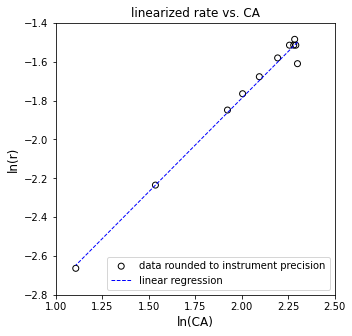 linearized rate vs. CA
ln(r)
−1.4
−1.6
−1.8
−2.0
−2.2
−2.4
−2.6
−2.8
data rounded to instrument precision
linear regression
1.00 1.25 1.50 1.75 2.00 2.25 2.50
ln(CA)